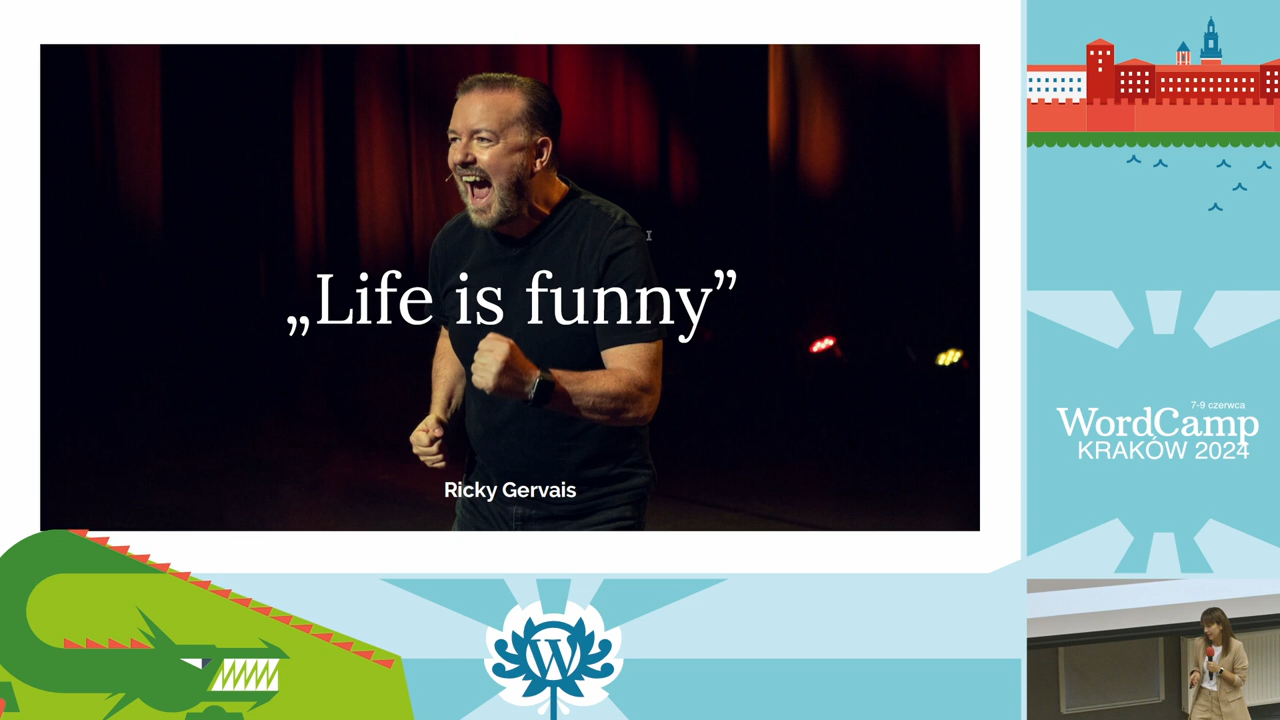 „Life is funny”
Ricky Gervais
7-9 czerwca
WordCamp
KRAKÓW 2024
W